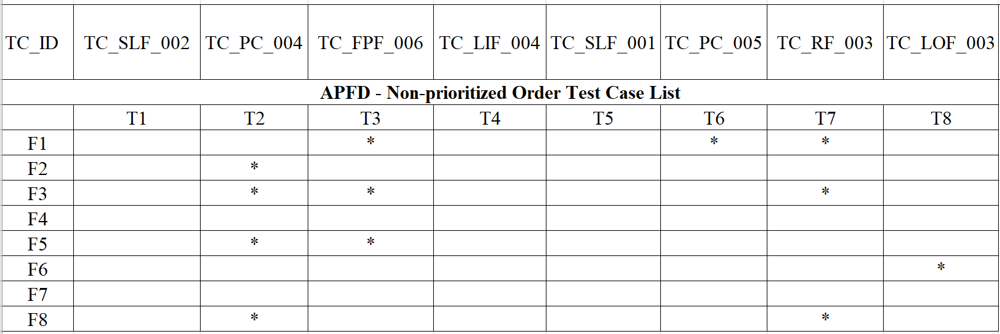 TC_ID TC_SLF_002 TC_PC_004 TC_FPF_006 TC_LIF_004 TC_SLF_001 TC_PC_005 TC_RF_003 TC_LOF_003
APFD - Non-prioritized Order Test Case List
T1 T2 T3 T4 T5 T6 T7 T8
F1 * * *
F2 *
F3 * * *
F4
F5 * *
F6 *
F7
F8 * *